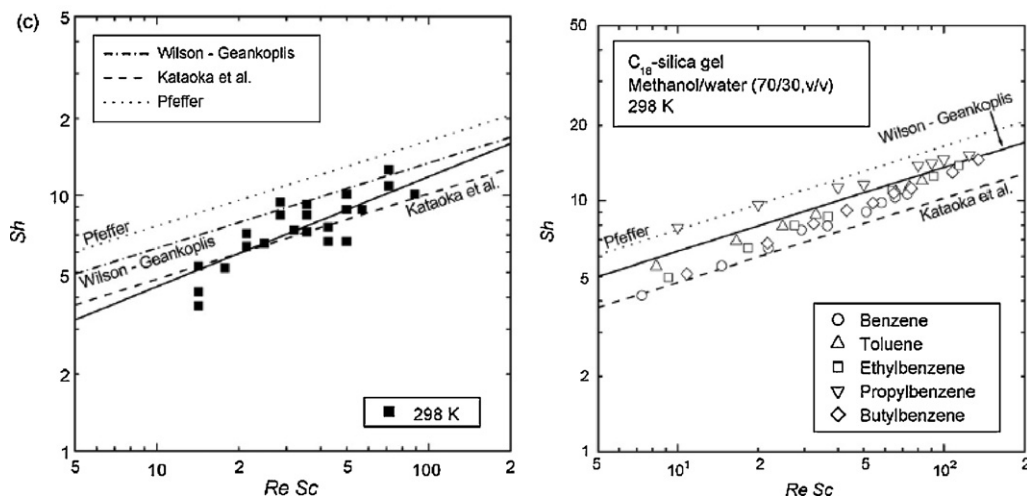 (c)
5
2
10
5
2
1
Sh
Wilson - Geankoplis
Kataoka et al.
Pfeffer
Pfeffer
Wilson - Geankoplis
Kataoka et al.
298 K
5 10 20 50 100 2
Re Sc
50
20
10
5
2
1
Sh
C18-silica gel
Methanol/water (70/30,v/v)
298 K
Wilson - Geankoplis
Pfeffer
Kataoka et al.
Benzene
Toluene
Ethylbenzene
Propylbenzene
Butylbenzene
5 10¹ 2 5 10² 2
Re Sc